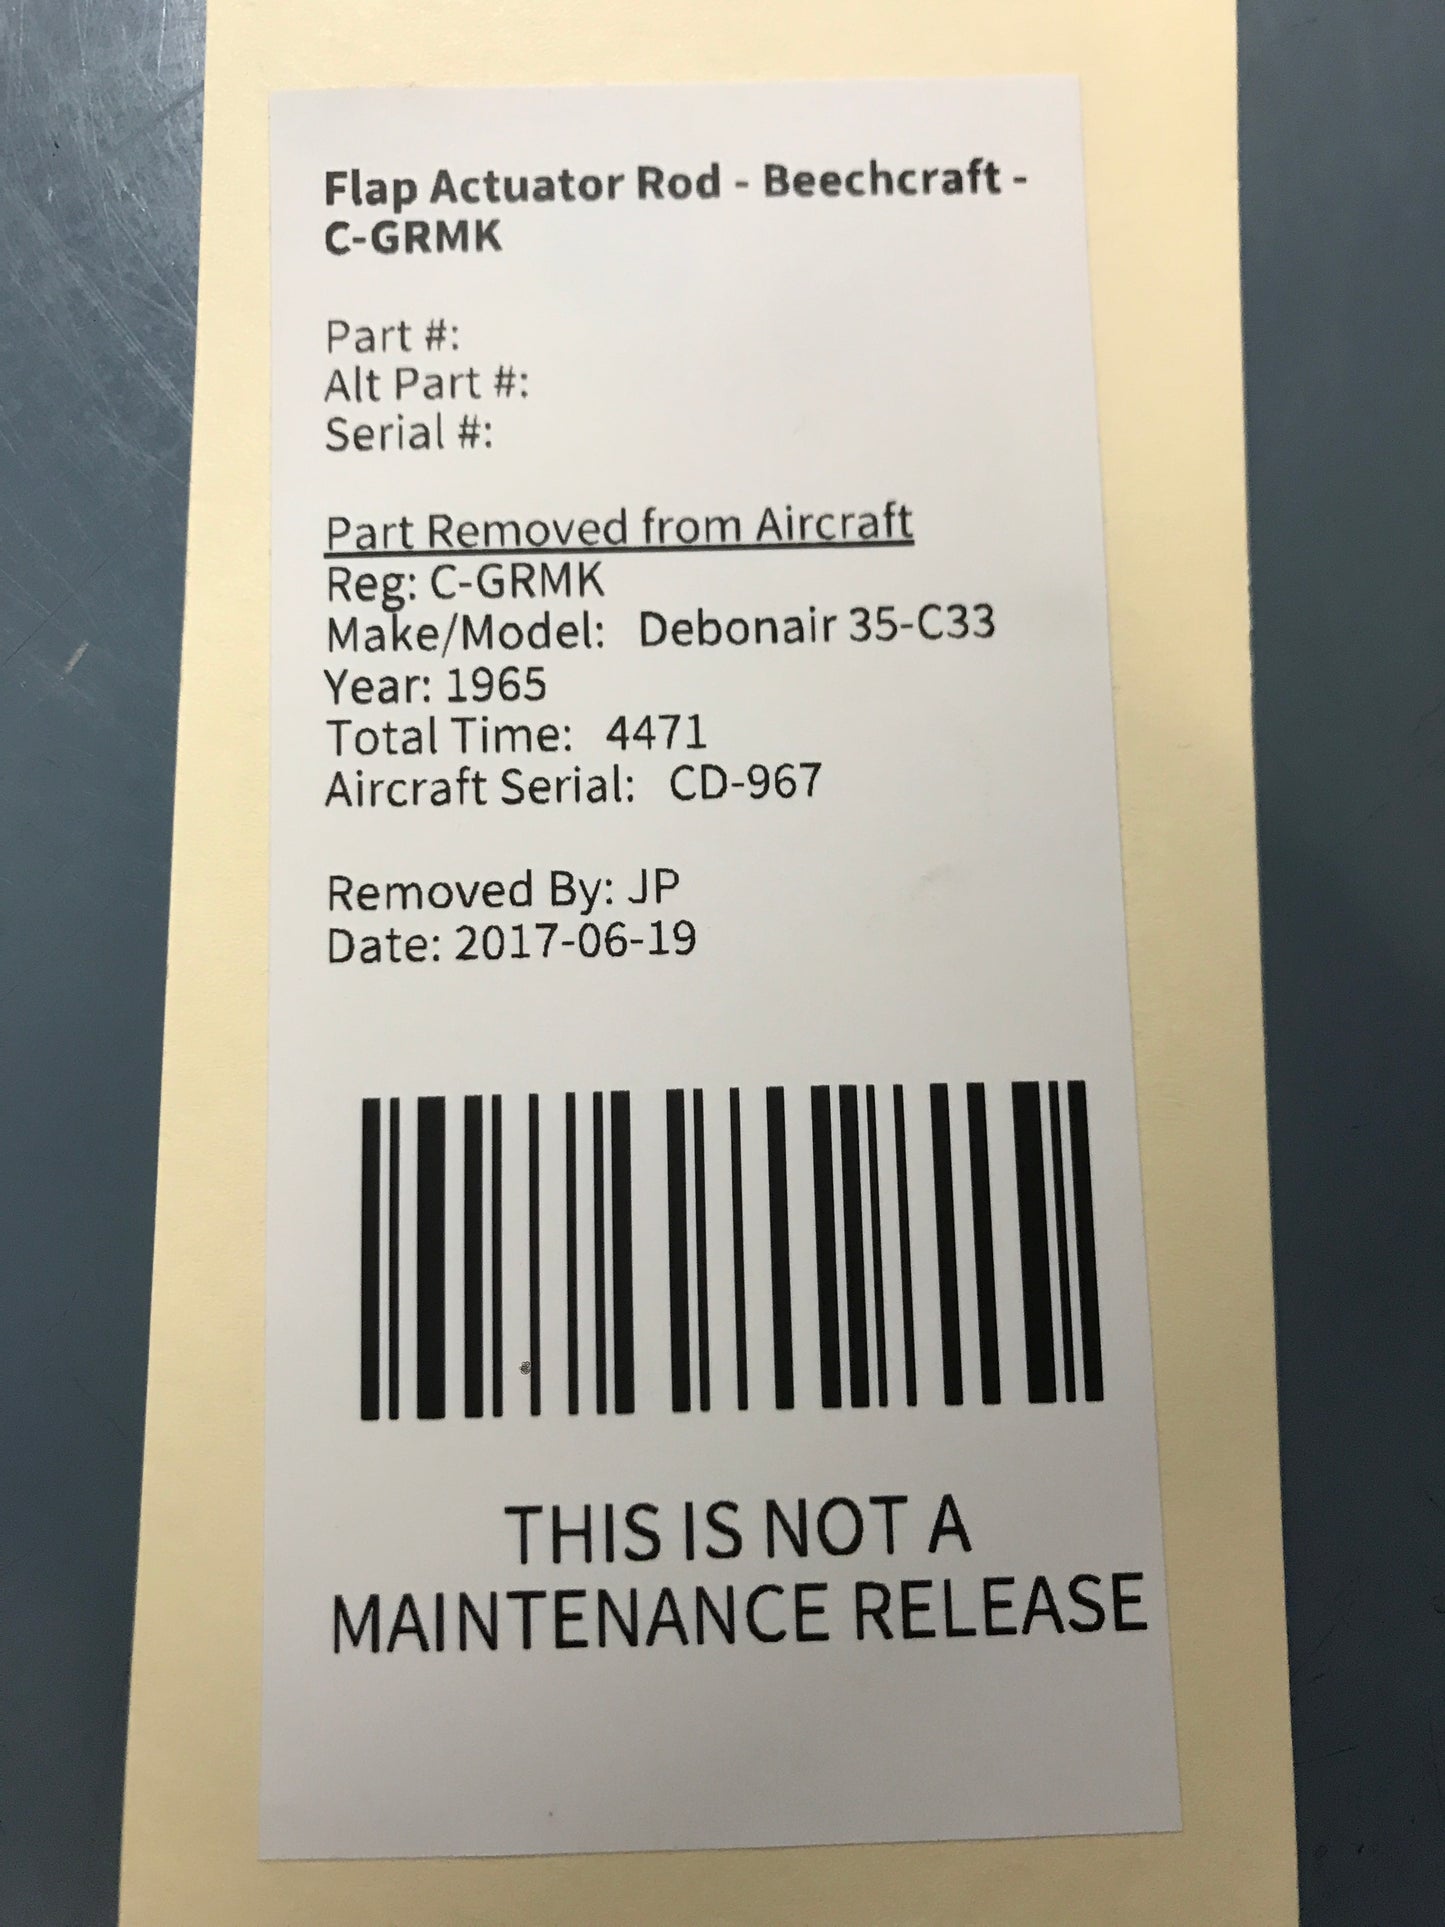 Flap Actuator Rod - Beechcraft -
C-GRMK
Part #:
Alt Part #:
Serial #:
Part Removed from Aircraft
Reg: C-GRMK
Make/Model: Debonair 35-C33
Year: 1965
Total Time: 4471
Aircraft Serial: CD-967
Removed By: JP
Date: 2017-06-19
THIS IS NOT A
MAINTENANCE RELEASE